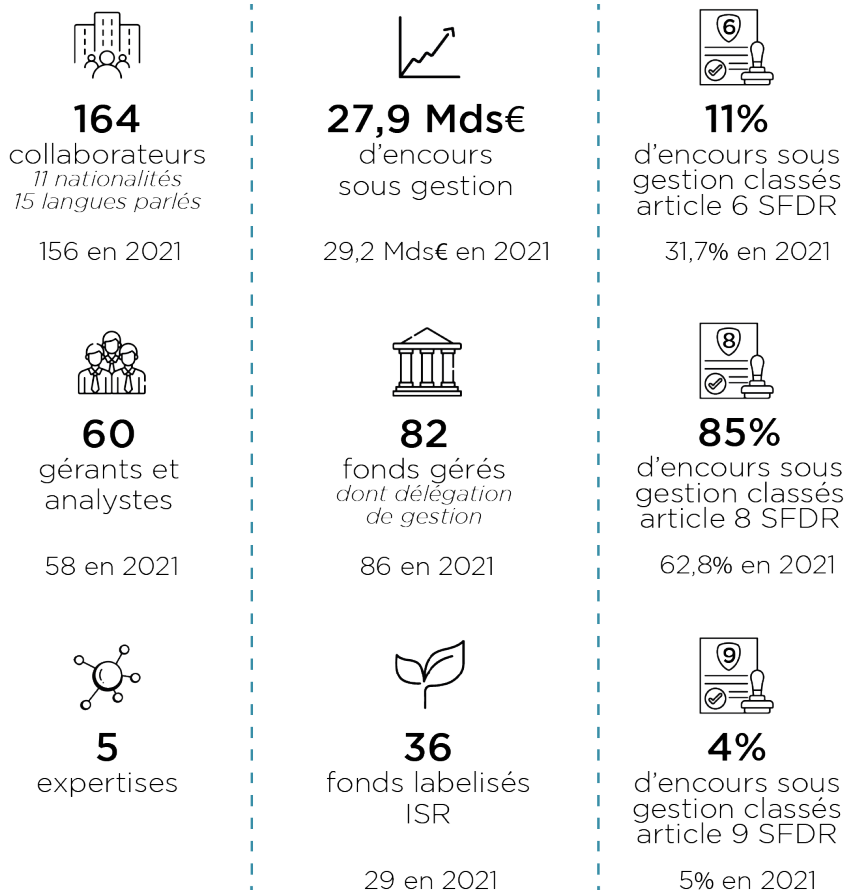 164
collaborateurs
11 nationalités
15 langues parlés
156 en 2021
60
gérants et
analystes
58 en 2021
5
expertises
27,9 Mds€
d'encours
sous gestion
29,2 Mds€ en 2021
82
fonds gérés
dont délégation
de gestion
86 en 2021
36
fonds labelisés
ISR
29 en 2021
6
11%
d'encours sous
gestion classés
article 6 SFDR
31,7% en 2021
8
85%
d'encours sous
gestion classés
article 8 SFDR
62,8% en 2021
9
4%
d'encours sous
gestion classés
article 9 SFDR
5% en 2021